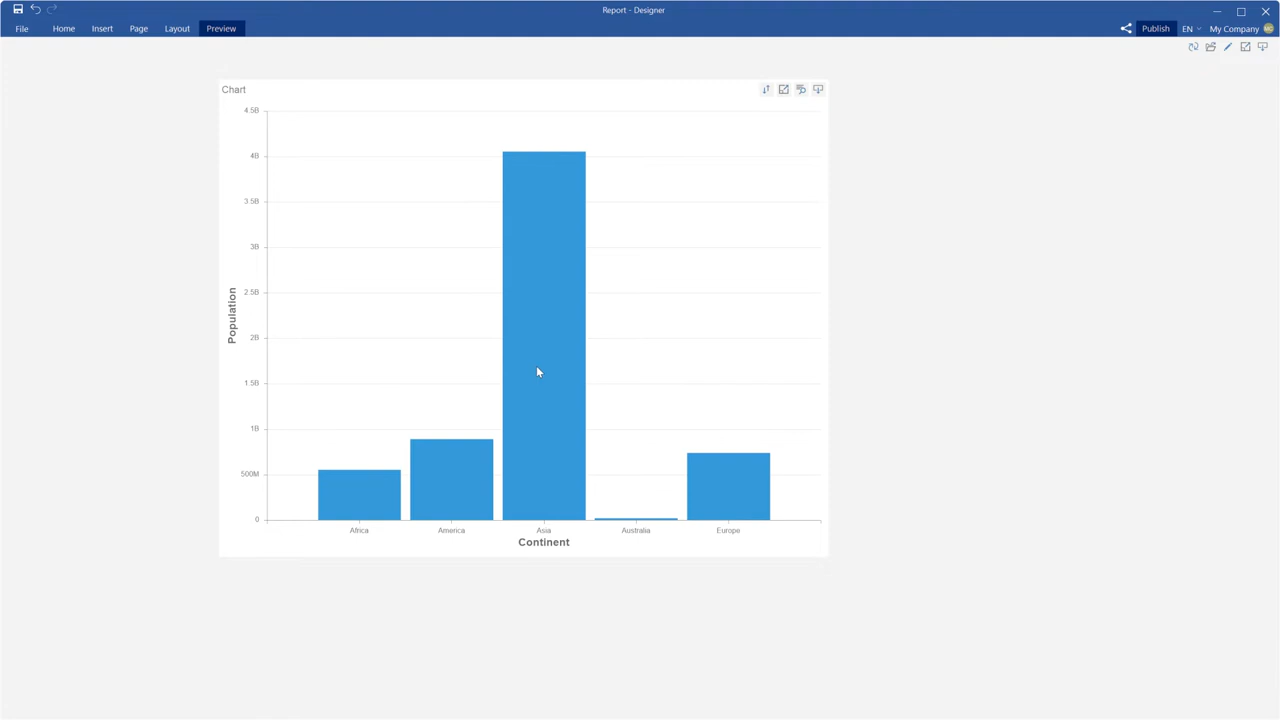 Report - Designer
File Home Insert Page Layout Preview Publish EN My Company MC
Chart
4.5B
4B
3.5B
3B
2.5B
2B
1.5B
1B
500M
0
Population
Africa America Asia Australia Europe
Continent